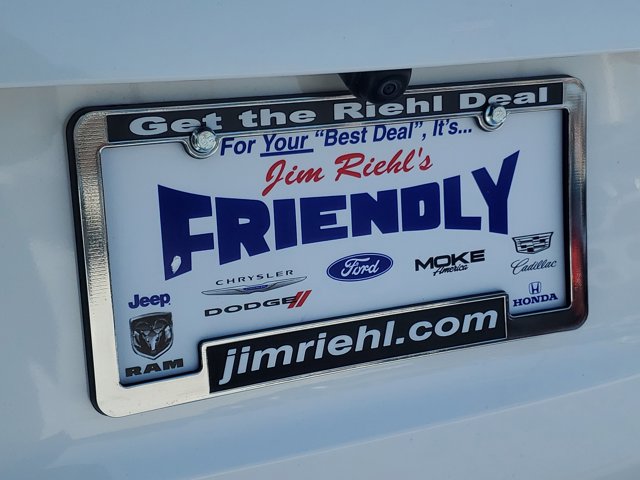 Get the Riehl Deal
For Your "Best Deal", It's...
Jim Riehl's
FRIENDLY
Jeep
RAM
CHRYSLER
DODGE
Ford
MOKE
America
Cadillac
HONDA
jimriehl.com